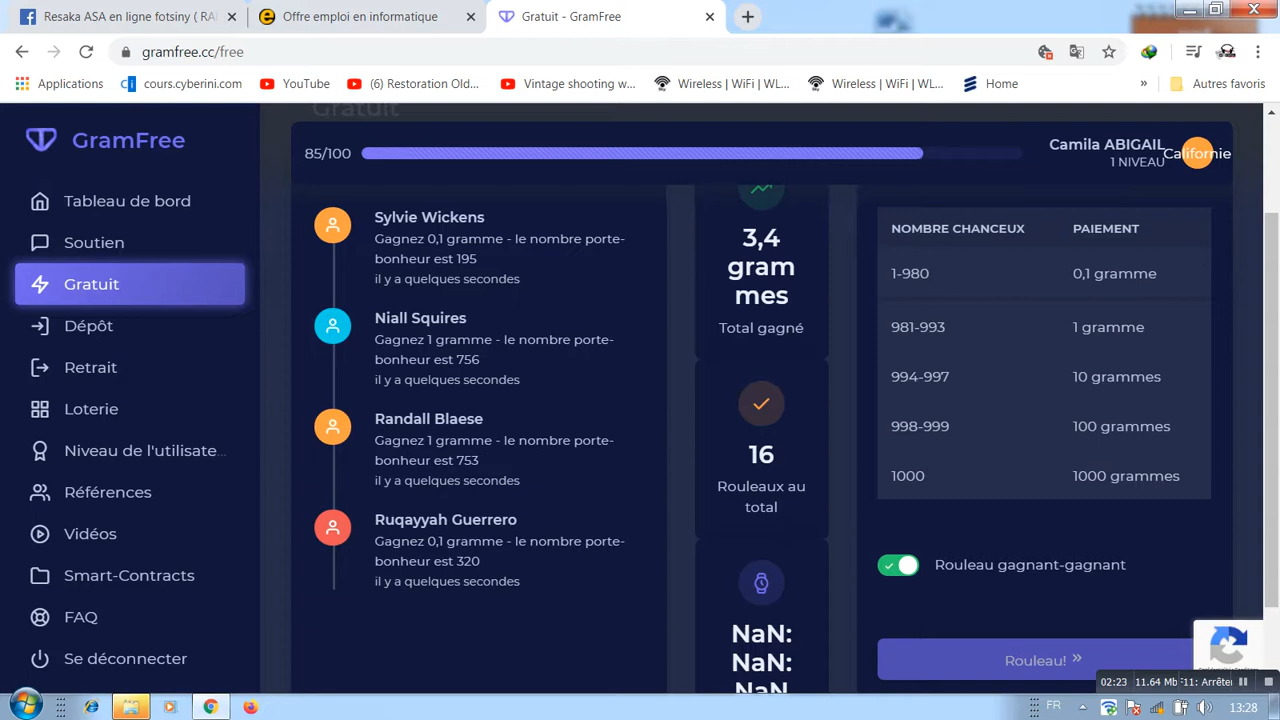 Resaka ASA en ligne fotsiny ( RAI
Offre emploi en informatique
Gratuit - GramFree
gramfree.cc/free
Applications
cours.cyberini.com
YouTube
(6) Restoration Old...
Vintage shooting w...
Wireless | WiFi | WL...
Wireless | WiFi | WL...
Home
»
Autres favoris
GramFree
Tableau de bord
Soutien
Gratuit
Dépôt
Retrait
Loterie
Niveau de l'utilisate...
Références
Vidéos
Smart-Contracts
FAQ
Se déconnecter
Gratuit
85/100
Camila ABIGAIL
1 NIVEAU
Californie
Sylvie Wickens
Gagnez 0,1 gramme - le nombre porte-
bonheur est 195
il y a quelques secondes
Niall Squires
Gagnez 1 gramme - le nombre porte-
bonheur est 756
il y a quelques secondes
Randall Blaese
Gagnez 1 gramme - le nombre porte-
bonheur est 753
il y a quelques secondes
Ruqayyah Guerrero
Gagnez 0,1 gramme - le nombre porte-
bonheur est 320
il y a quelques secondes
3,4
gram
mes
Total gagné
16
Rouleaux au
total
NaN:
NaN:
NaN
NOMBRE CHANCEUX PAIEMENT
1-980 0,1 gramme
981-993 1 gramme
994-997 10 grammes
998-999 100 grammes
1000 1000 grammes
Rouleau gagnant-gagnant
Rouleau! »
02:23 11.64 Mb F11: Arrêter
FR
13:28